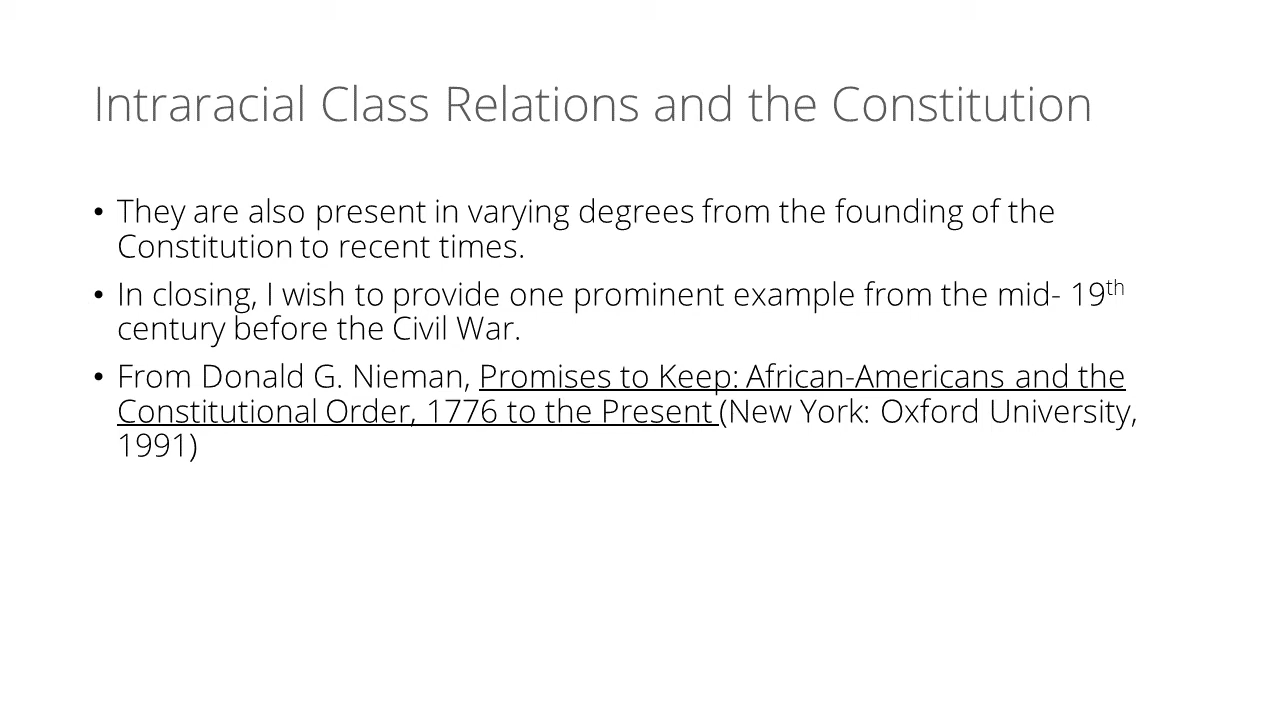 Intraracial Class Relations and the Constitution
• They are also present in varying degrees from the founding of the
Constitution to recent times.
• In closing, I wish to provide one prominent example from the mid- 19th
century before the Civil War.
• From Donald G. Nieman, Promises to Keep: African-Americans and the
Constitutional Order, 1776 to the Present (New York: Oxford University,
1991)